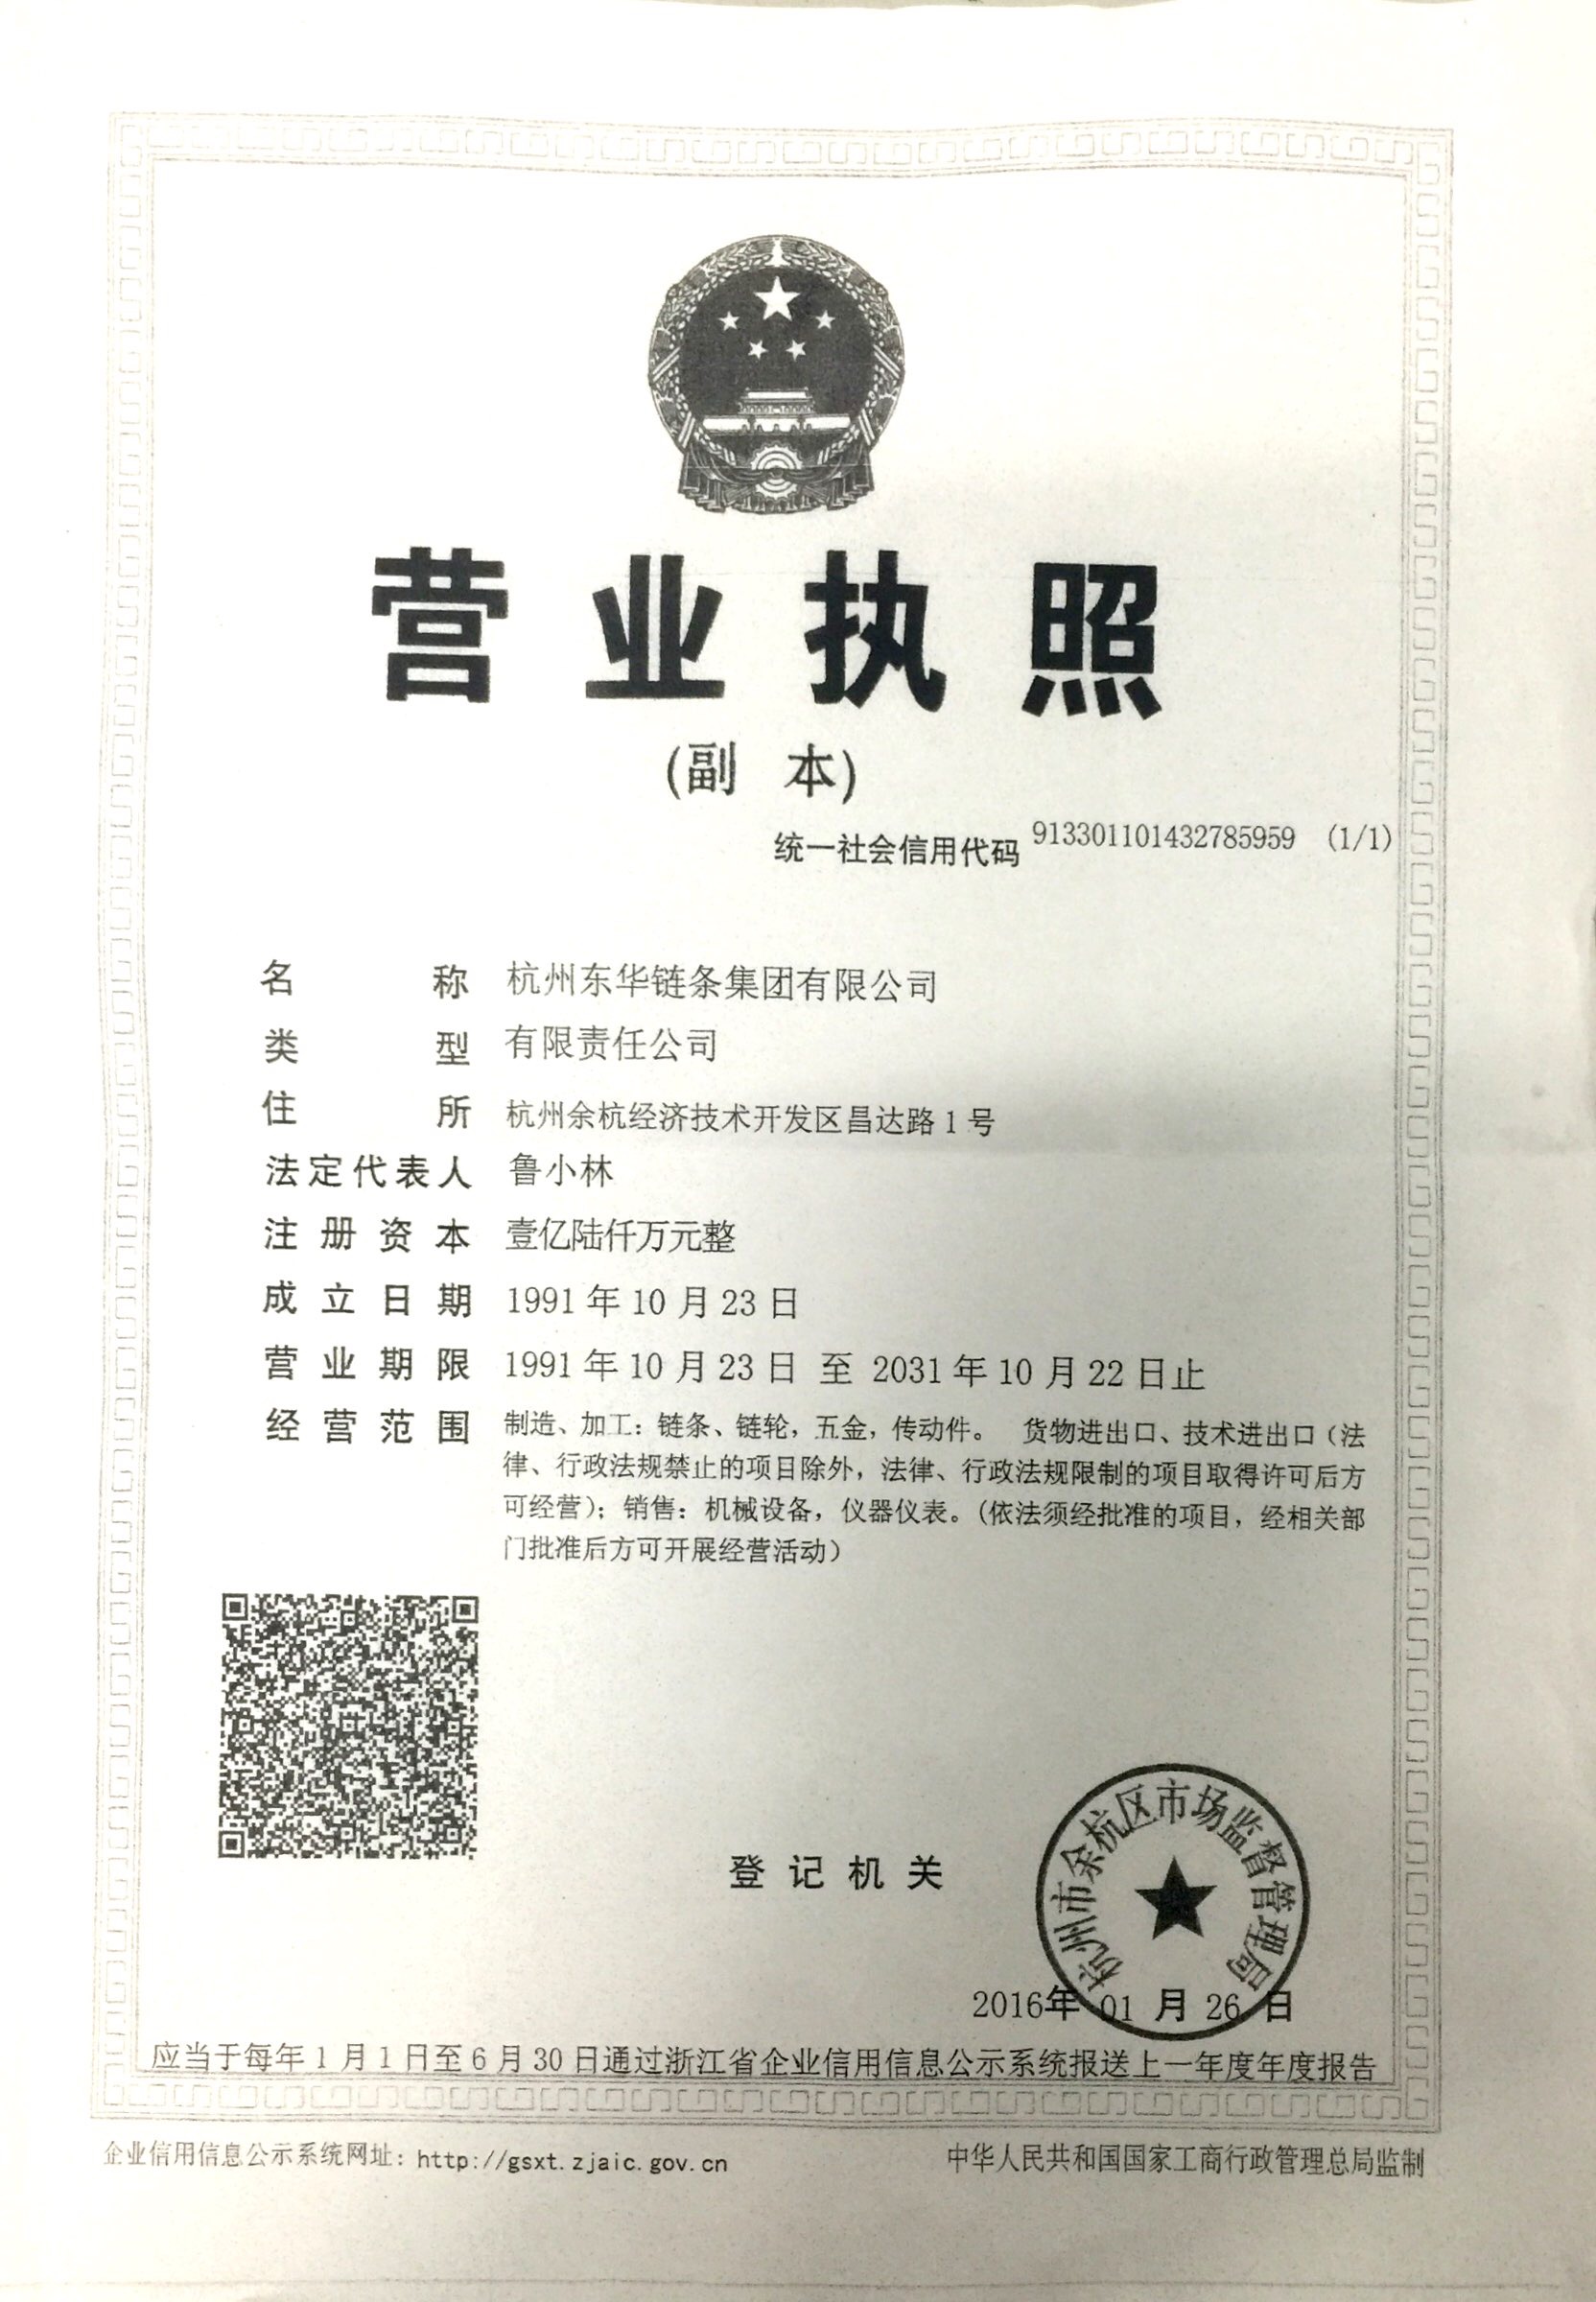 营业执照
(副 本)
统一社会信用代码 913301101432785959 (1/1)
名 称 杭州东华链条集团有限公司
类 型 有限责任公司
住 所 杭州余杭经济技术开发区昌达路1号
法定代表人 鲁小林
注册资本 壹亿陆仟万元整
成立日期 1991年10月23日
营业期限 1991年10月23日 至 2031年10月22日止
经营范围 制造、加工：链条、链轮，五金，传动件。 货物进出口、技术进出口（法
律、行政法规禁止的项目除外，法律、行政法规限制的项目取得许可后方
可经营）；销售：机械设备，仪器仪表。（依法须经批准的项目，经相关部
门批准后方可开展经营活动）
登记机关
杭州市余杭区市场监督管理局
2016年 01 月 26 日
应当于每年1月1日至6月30日通过浙江省企业信用信息公示系统报送上一年度年度报告
企业信用信息公示系统网址：http://gsxt.zjaic.gov.cn
中华人民共和国国家工商行政管理总局监制